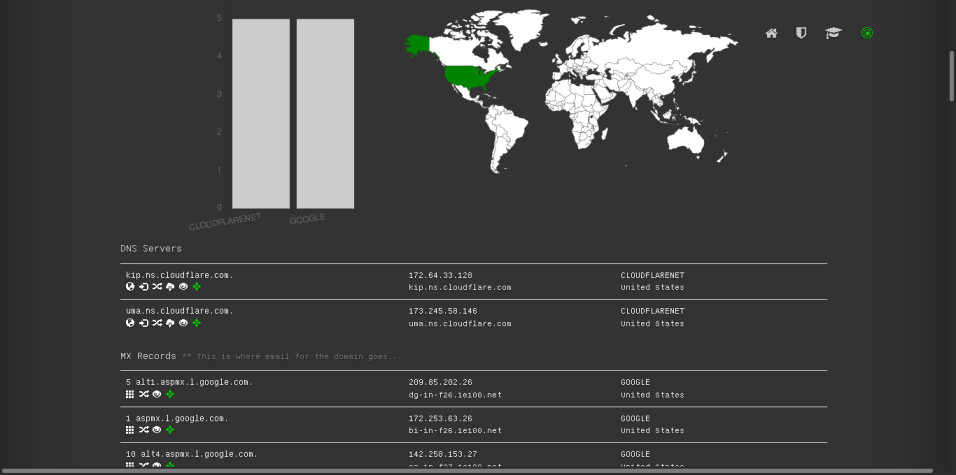 5
4
3
2
1
0
CLOUDFLARENET GOOGLE
DNS Servers
kip.ns.cloudflare.com. 172.64.33.128 CLOUDFLARENET
kip.ns.cloudflare.com United States
uma.ns.cloudflare.com. 173.245.58.146 CLOUDFLARENET
uma.ns.cloudflare.com United States
MX Records ^^ This is where email for the domain goes...
5 alt1.aspmx.l.google.com. 209.85.202.26 GOOGLE
dg-in-f26.1e100.net United States
1 aspmx.l.google.com. 172.253.63.26 GOOGLE
bi-in-f26.1e100.net United States
10 alt4.aspmx.l.google.com. 142.250.153.27 GOOGLE
United States